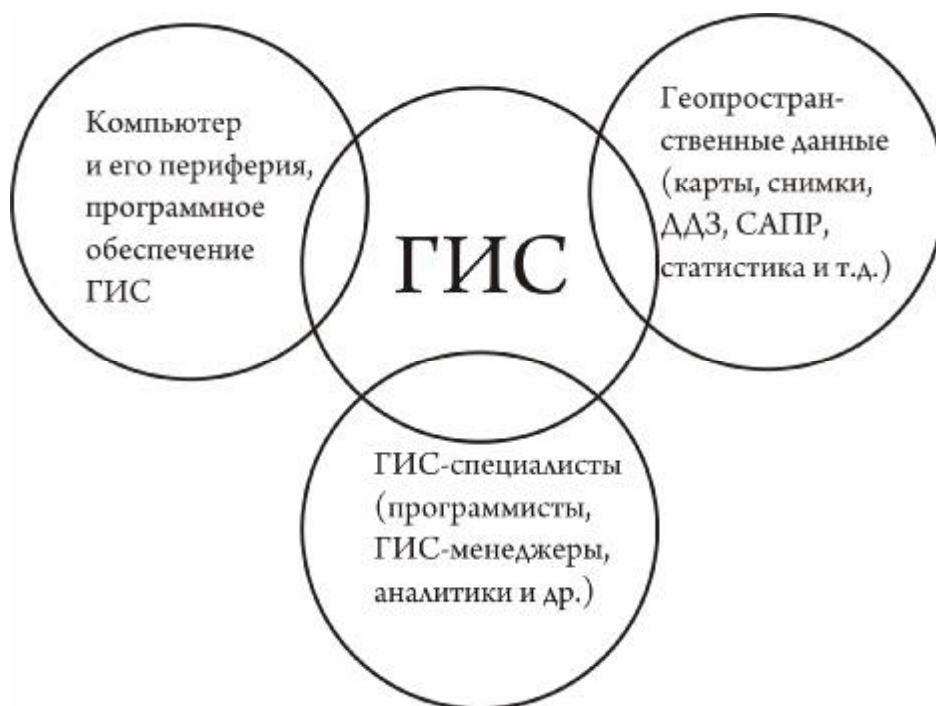 Компьютер
и его периферия,
программное
обеспечение
ГИС
ГИС
Геопростран-
ственные данные
(карты, снимки,
ДДЗ, САПР,
статистика и т.д.)
ГИС-специалисты
(программисты,
ГИС-менеджеры,
аналитики и др.)